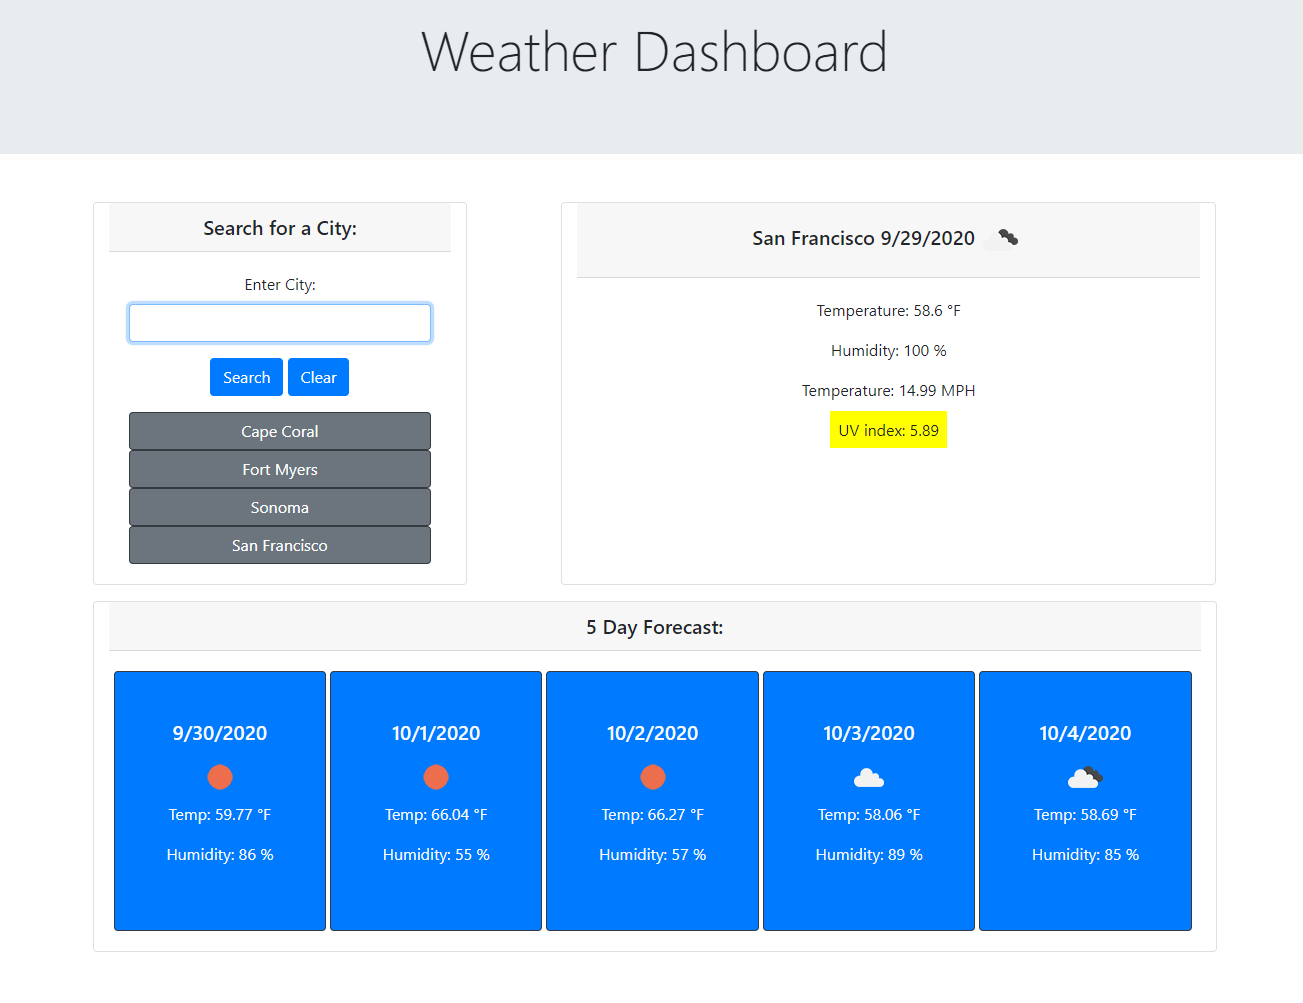 Weather Dashboard
Search for a City:
Enter City:
Search Clear
Cape Coral
Fort Myers
Sonoma
San Francisco
San Francisco 9/29/2020
Temperature: 58.6 °F
Humidity: 100 %
Temperature: 14.99 MPH
UV index: 5.89
5 Day Forecast:
9/30/2020
Temp: 59.77 °F
Humidity: 86 %
10/1/2020
Temp: 66.04 °F
Humidity: 55 %
10/2/2020
Temp: 66.27 °F
Humidity: 57 %
10/3/2020
Temp: 58.06 °F
Humidity: 89 %
10/4/2020
Temp: 58.69 °F
Humidity: 85 %